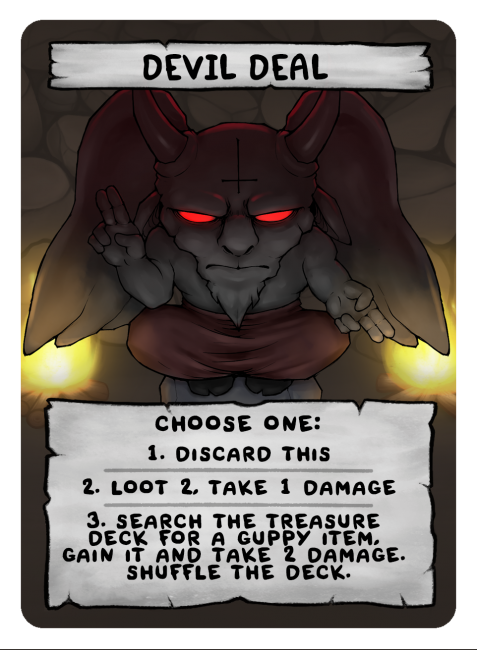 DEVIL DEAL
CHOOSE ONE:
1. DISCARD THIS
2. LOOT 2, TAKE 1 DAMAGE
3. SEARCH THE TREASURE
DECK FOR A GUPPY ITEM,
GAIN IT AND TAKE 2 DAMAGE.
SHUFFLE THE DECK.